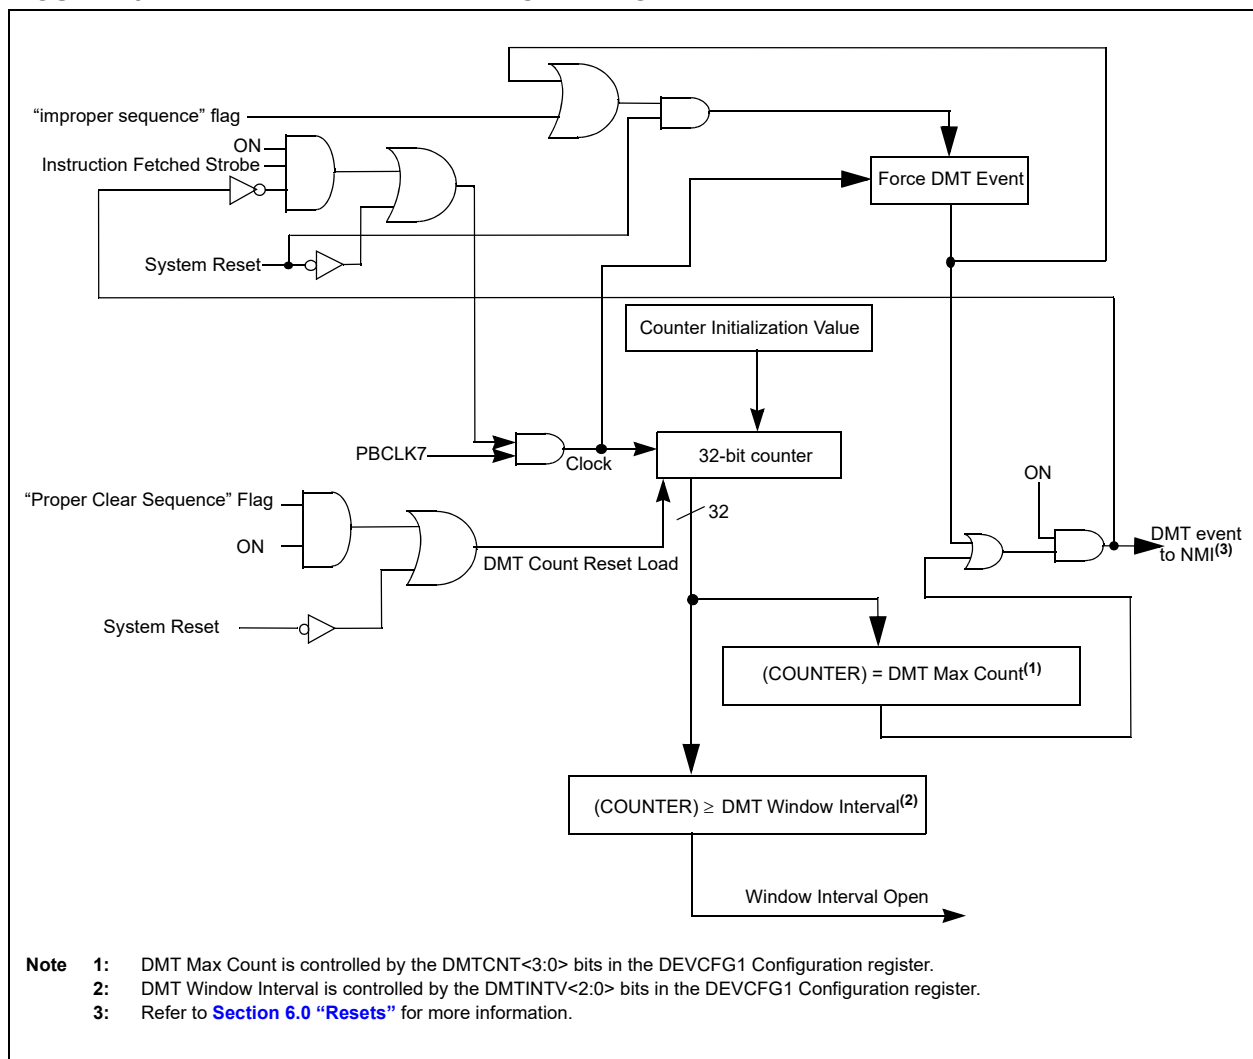 “improper sequence” flag
ON
Instruction Fetched Strobe
Force DMT Event
System Reset
Counter Initialization Value
PBCLK7
Clock
32-bit counter
“Proper Clear Sequence” Flag
ON
32
ON
DMT Count Reset Load
DMT event
to NMI(3)
System Reset
(COUNTER) = DMT Max Count(1)
(COUNTER) ≥ DMT Window Interval(2)
Window Interval Open
Note 1: DMT Max Count is controlled by the DMTCNT<3:0> bits in the DEVCFG1 Configuration register.
2: DMT Window Interval is controlled by the DMTINTV<2:0> bits in the DEVCFG1 Configuration register.
3: Refer to Section 6.0 “Resets” for more information.